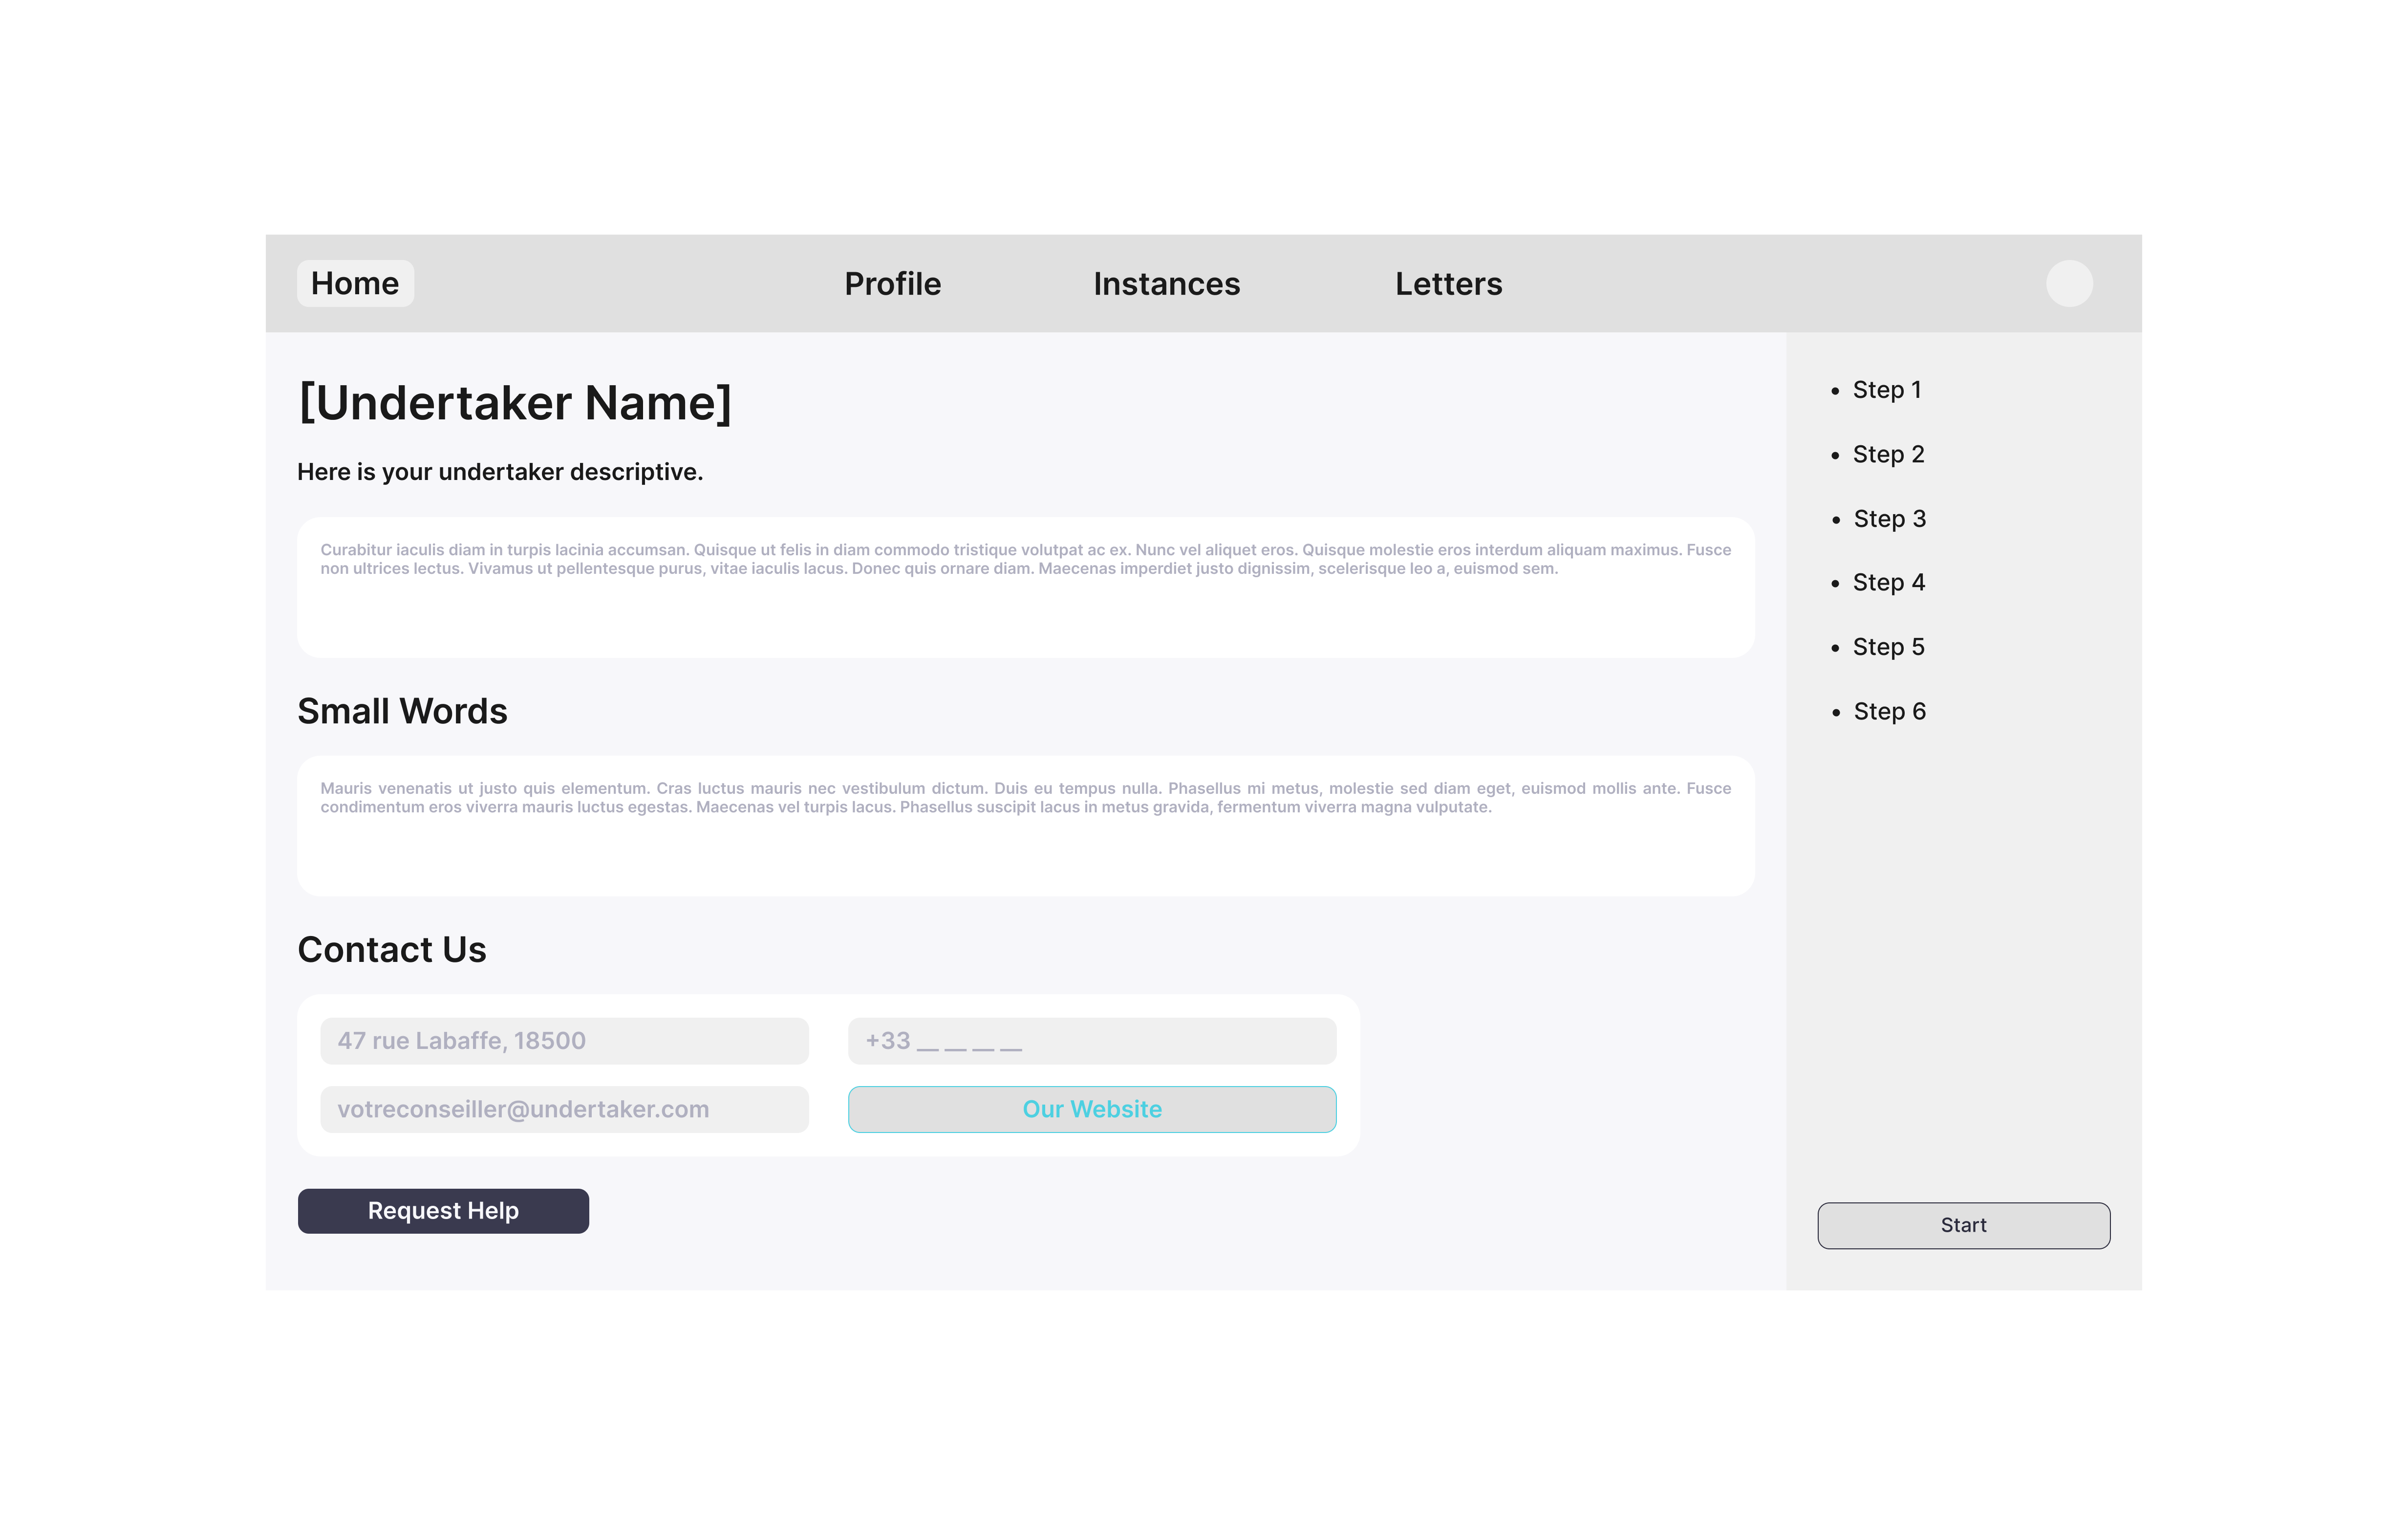 Home
Profile
Instances
Letters
[Undertaker Name]
Here is your undertaker descriptive.
Curabitur iaculis diam in turpis lacinia accumsan. Quisque ut felis in diam commodo tristique volutpat ac ex. Nunc vel aliquet eros. Quisque molestie eros interdum aliquam maximus. Fusce
non ultrices lectus. Vivamus ut pellentesque purus, vitae iaculis lacus. Donec quis ornare diam. Maecenas imperdiet justo dignissim, scelerisque leo a, euismod sem.
Small Words
Mauris venenatis ut justo quis elementum. Cras luctus mauris nec vestibulum dictum. Duis eu tempus nulla. Phasellus mi metus, molestie sed diam eget, euismod mollis ante. Fusce
condimentum eros viverra mauris luctus egestas. Maecenas vel turpis lacus. Phasellus suscipit lacus in metus gravida, fermentum viverra magna vulputate.
Contact Us
47 rue Labaffe, 18500
+33 __ __ __ __
votreconseiller@undertaker.com
Our Website
Request Help
• Step 1
• Step 2
• Step 3
• Step 4
• Step 5
• Step 6
Start